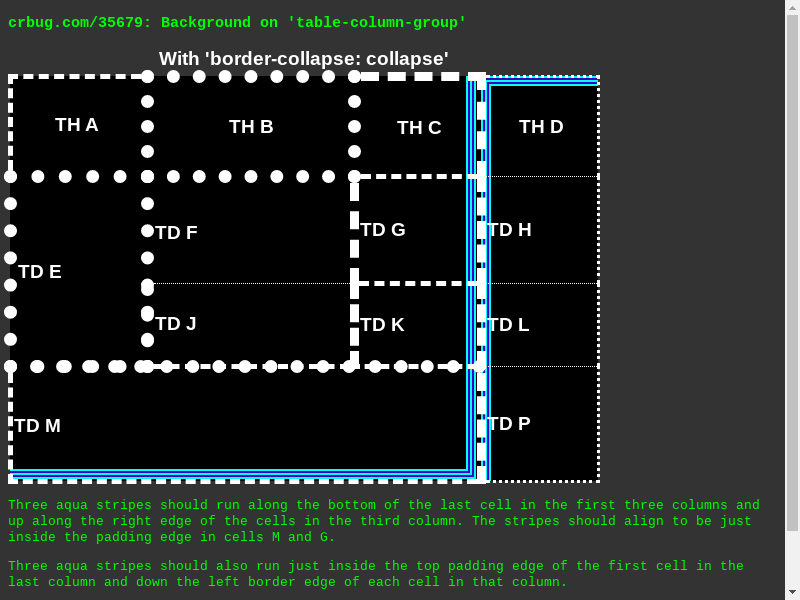 crbug.com/35679: Background on 'table-column-group'
With 'border-collapse: collapse'
TH A TH B TH C TH D
TD E TD F TD G TD H
TD J TD K TD L
TD M TD P
Three aqua stripes should run along the bottom of the last cell in the first three columns and
up along the right edge of the cells in the third column. The stripes should align to be just
inside the padding edge in cells M and G.
Three aqua stripes should also run just inside the top padding edge of the first cell in the
last column and down the left border edge of each cell in that column.